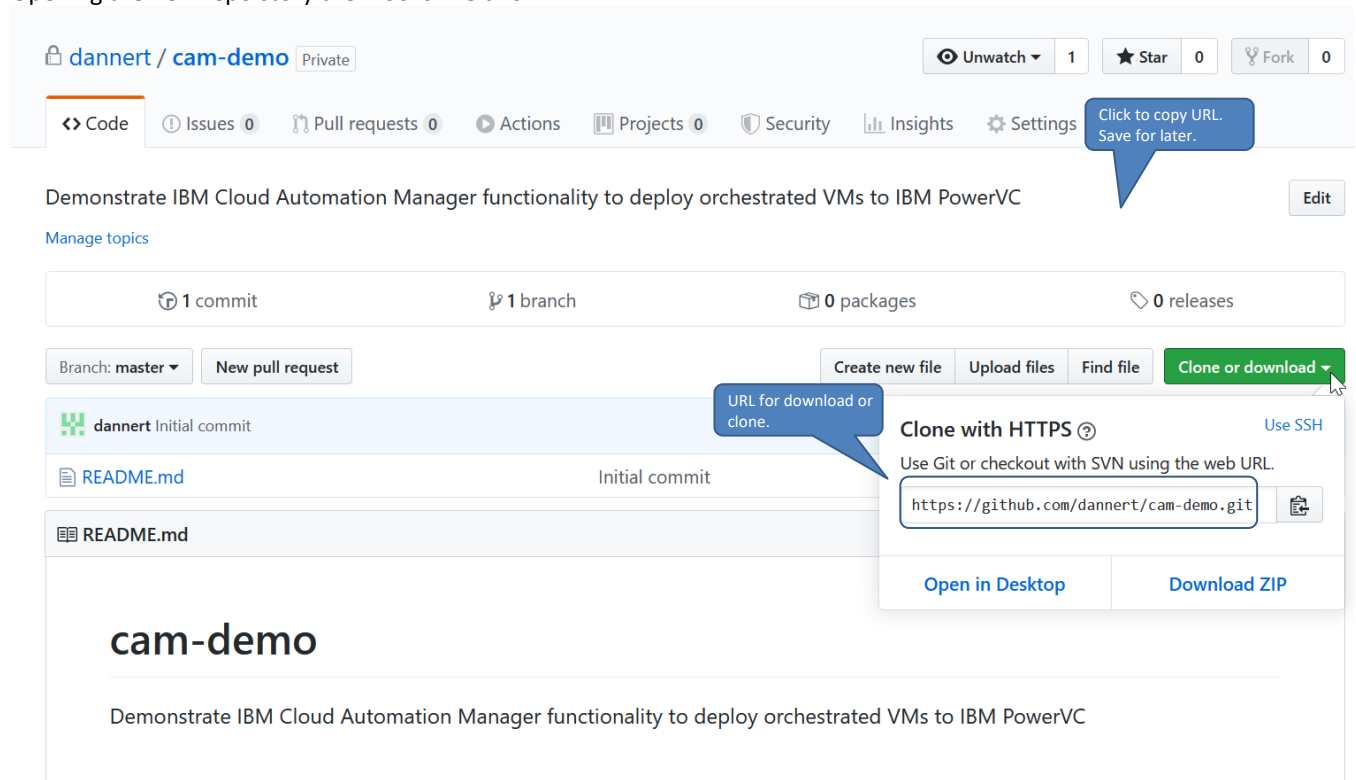 dannert / cam-demo Private
Unwatch 1 Star 0 Fork 0
Code Issues 0 Pull requests 0 Actions Projects 0 Security Insights Settings
Click to copy URL.
Save for later.
Demonstrate IBM Cloud Automation Manager functionality to deploy orchestrated VMs to IBM PowerVC
Edit
Manage topics
1 commit 1 branch 0 packages 0 releases
Branch: master New pull request Create new file Upload files Find file Clone or download
URL for download or
clone.
dannert Initial commit
README.md Initial commit
Clone with HTTPS Use SSH
Use Git or checkout with SVN using the web URL.
https://github.com/dannert/cam-demo.git
Open in Desktop Download ZIP
README.md
cam-demo
Demonstrate IBM Cloud Automation Manager functionality to deploy orchestrated VMs to IBM PowerVC